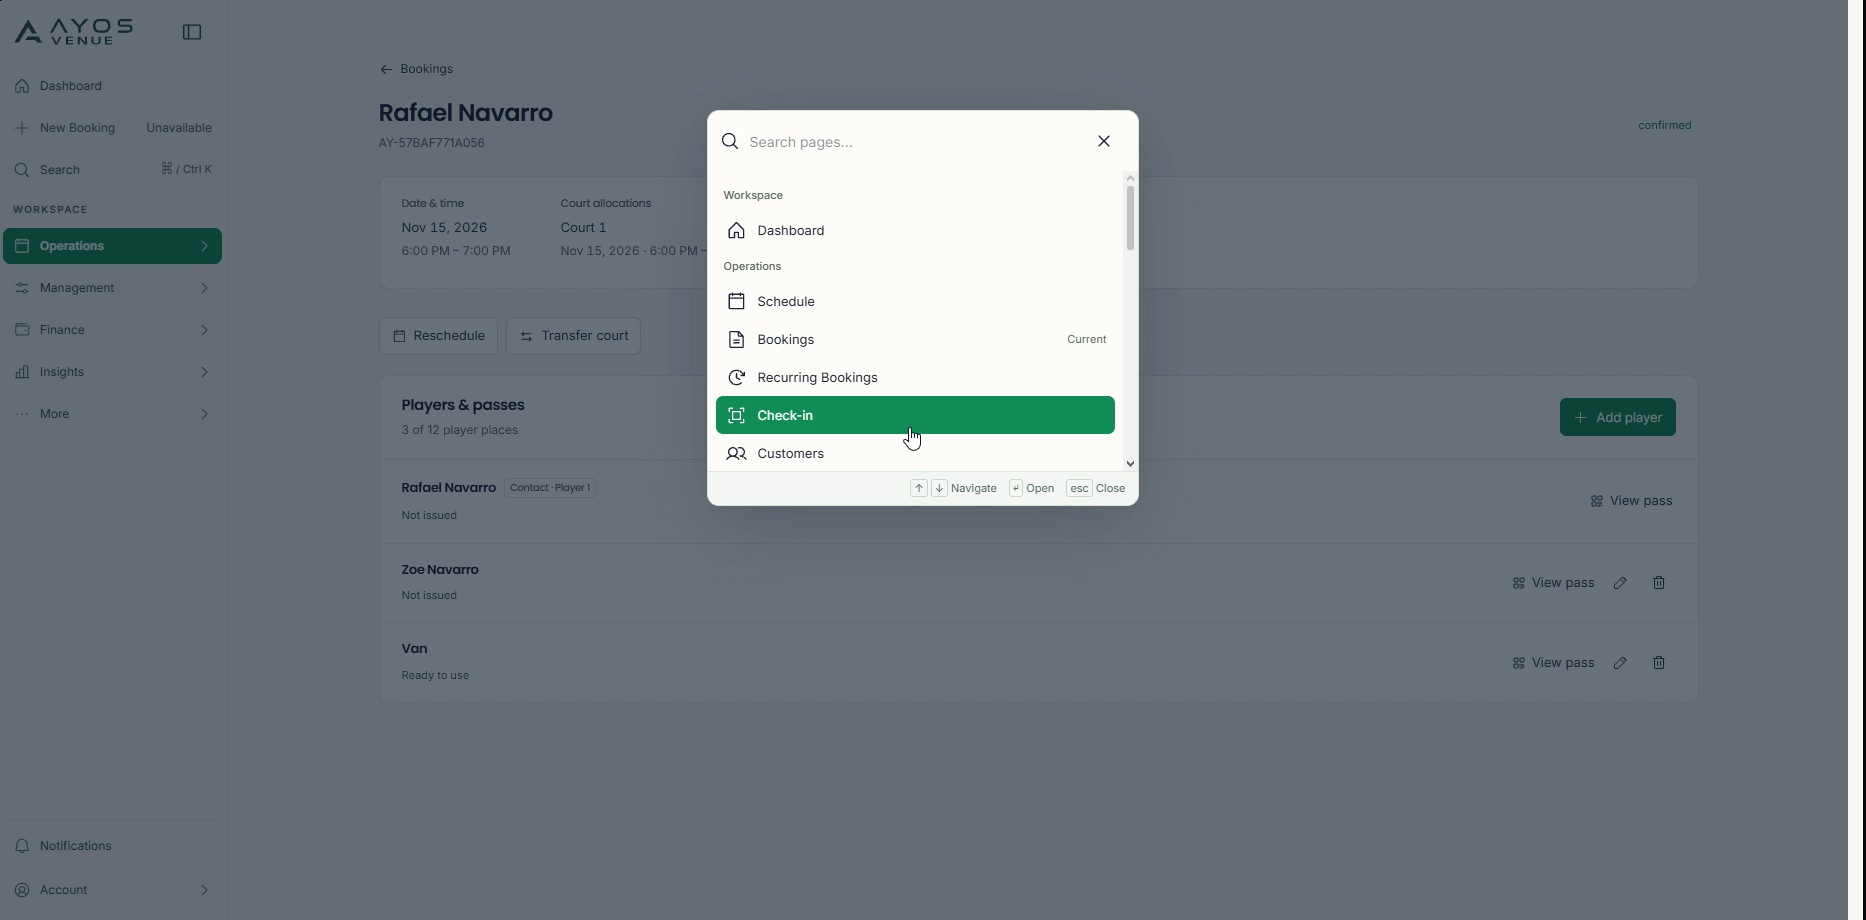 AYOS
VENUE
Dashboard
New Booking Unavailable
Search ⌘ / Ctrl K
WORKSPACE
Operations
Management
Finance
Insights
More
Notifications
Account
← Bookings
Rafael Navarro
AY-57BAF771A056
confirmed
Date & time
Nov 15, 2026
6:00 PM – 7:00 PM
Court allocations
Court 1
Nov 15, 2026 · 6:00 PM –
Reschedule
Transfer court
Players & passes
3 of 12 player places
+ Add player
Rafael Navarro Contact · Player 1
Not issued
View pass
Zoe Navarro
Not issued
View pass
Van
Ready to use
View pass
Search pages...
Workspace
Dashboard
Operations
Schedule
Bookings Current
Recurring Bookings
Check-in
Customers
↑ ↓ Navigate ↵ Open esc Close